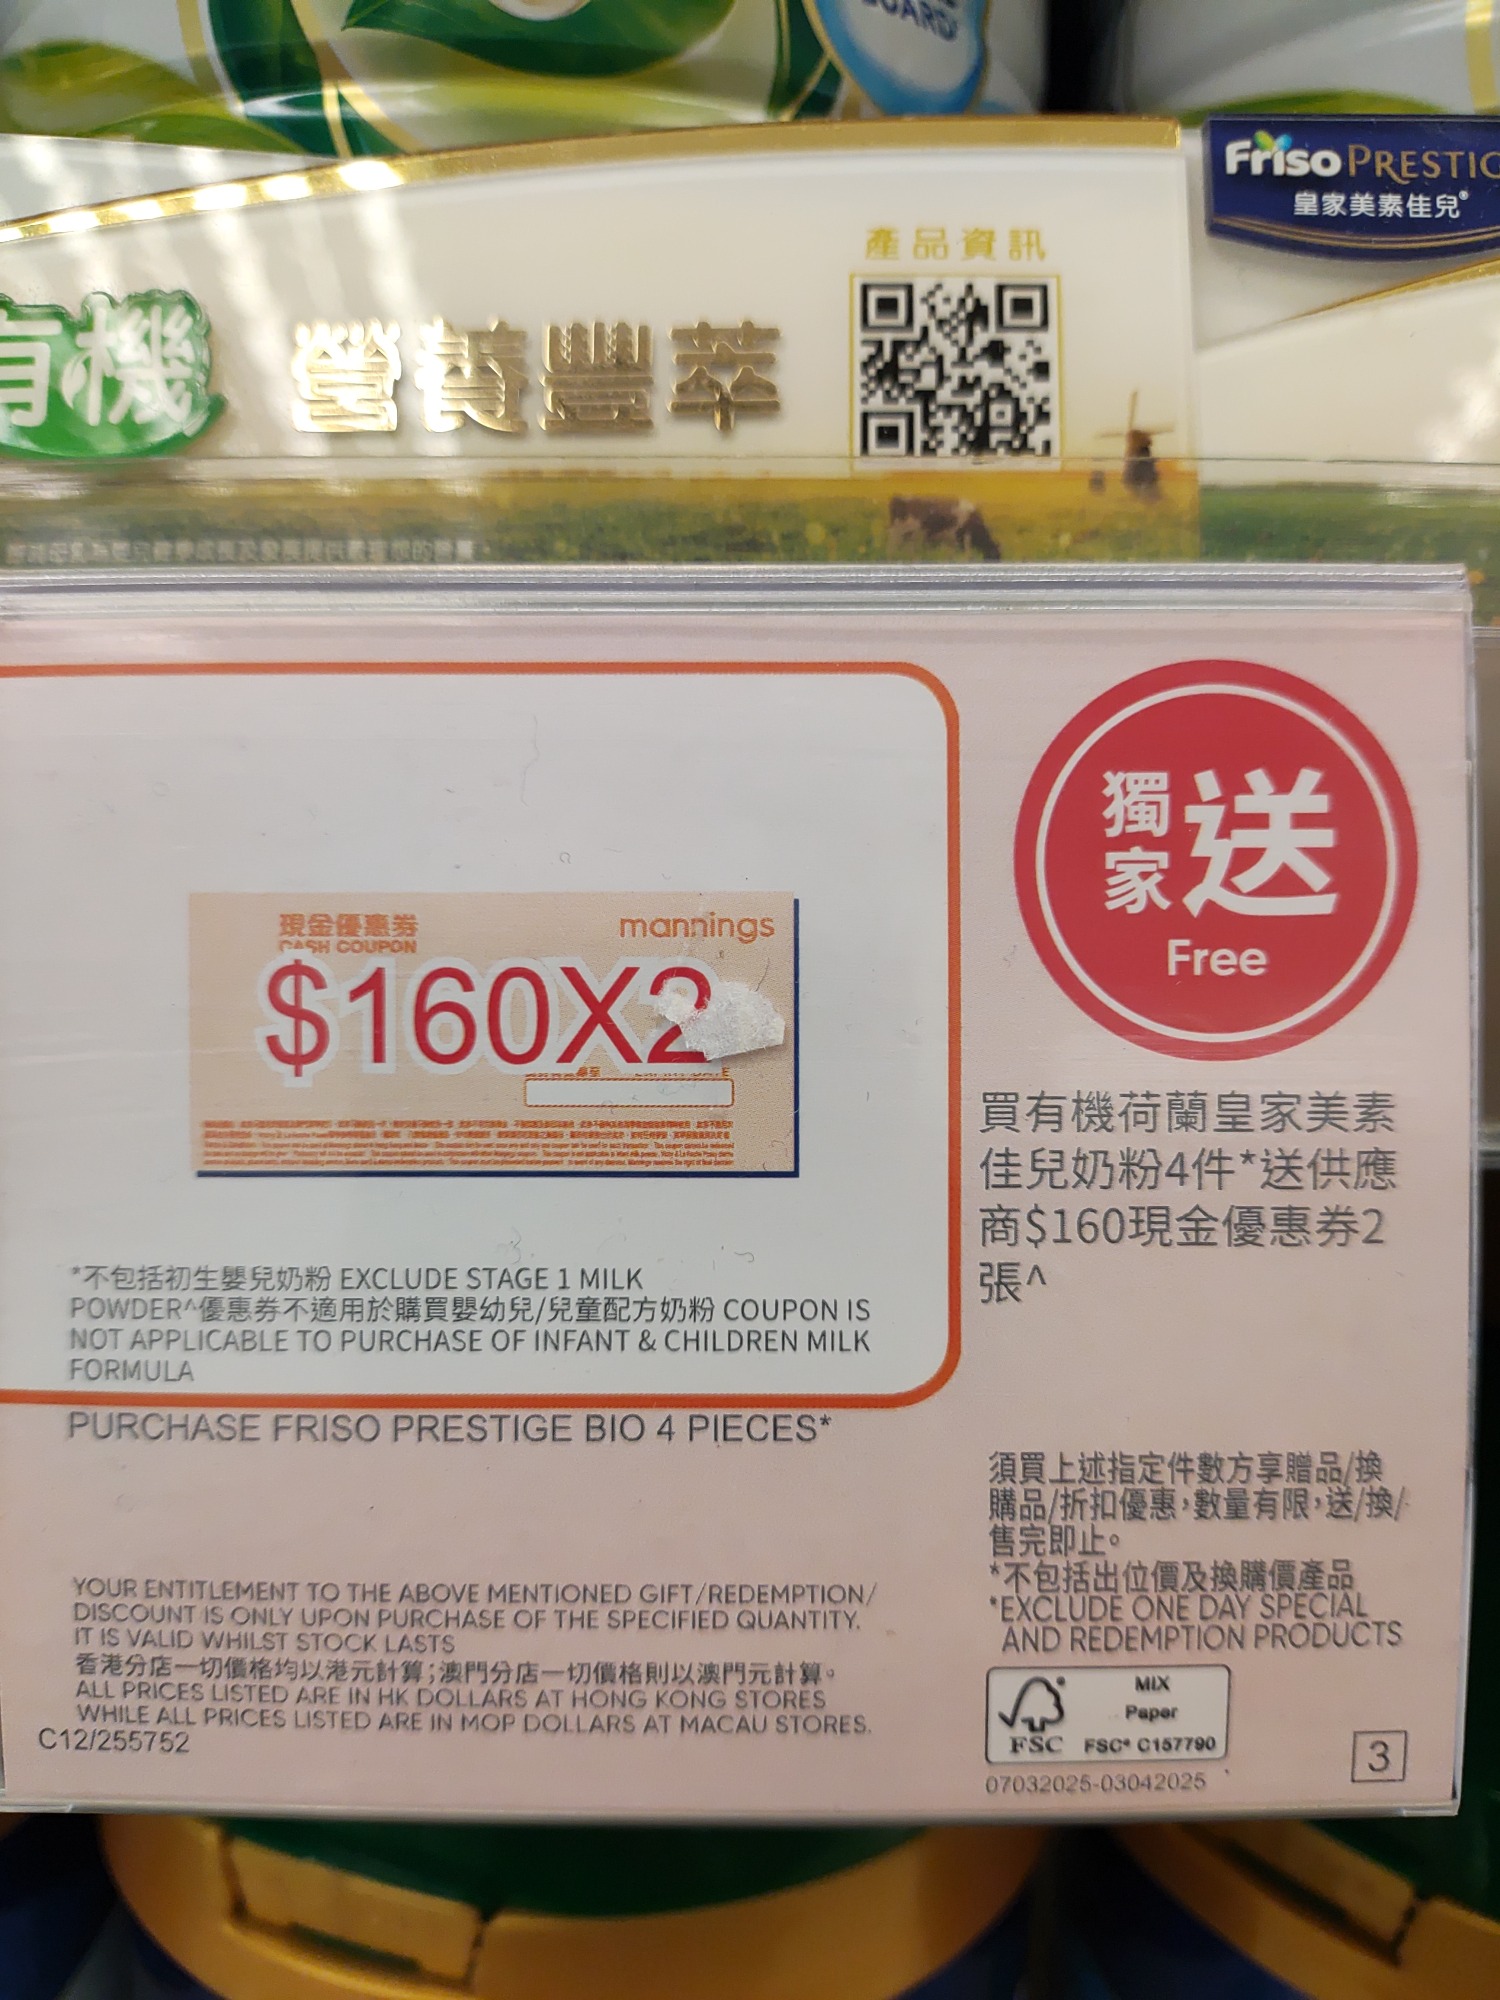 GUARD
Friso PRESTIG
皇家美素佳兒®
產品資訊
有機 營養豐萃
獨家送
Free
現金優惠券
CASH COUPON
mannings
$160X2
買有機荷蘭皇家美素
佳兒奶粉4件*送供應
商$160現金優惠券2
張^
*不包括初生嬰兒奶粉 EXCLUDE STAGE 1 MILK
POWDER^優惠券不適用於購買嬰幼兒/兒童配方奶粉 COUPON IS
NOT APPLICABLE TO PURCHASE OF INFANT & CHILDREN MILK
FORMULA
PURCHASE FRISO PRESTIGE BIO 4 PIECES*
須買上述指定件數方享贈品/換
購品/折扣優惠,數量有限,送/換/
售完即止。
*不包括出位價及換購價產品
*EXCLUDE ONE DAY SPECIAL
AND REDEMPTION PRODUCTS
YOUR ENTITLEMENT TO THE ABOVE MENTIONED GIFT/REDEMPTION/
DISCOUNT IS ONLY UPON PURCHASE OF THE SPECIFIED QUANTITY.
IT IS VALID WHILST STOCK LASTS
香港分店一切價格均以港元計算;澳門分店一切價格則以澳門元計算。
ALL PRICES LISTED ARE IN HK DOLLARS AT HONG KONG STORES
WHILE ALL PRICES LISTED ARE IN MOP DOLLARS AT MACAU STORES.
C12/255752
FSC
MIX
Paper
FSC® C157790
07032025-03042025
3